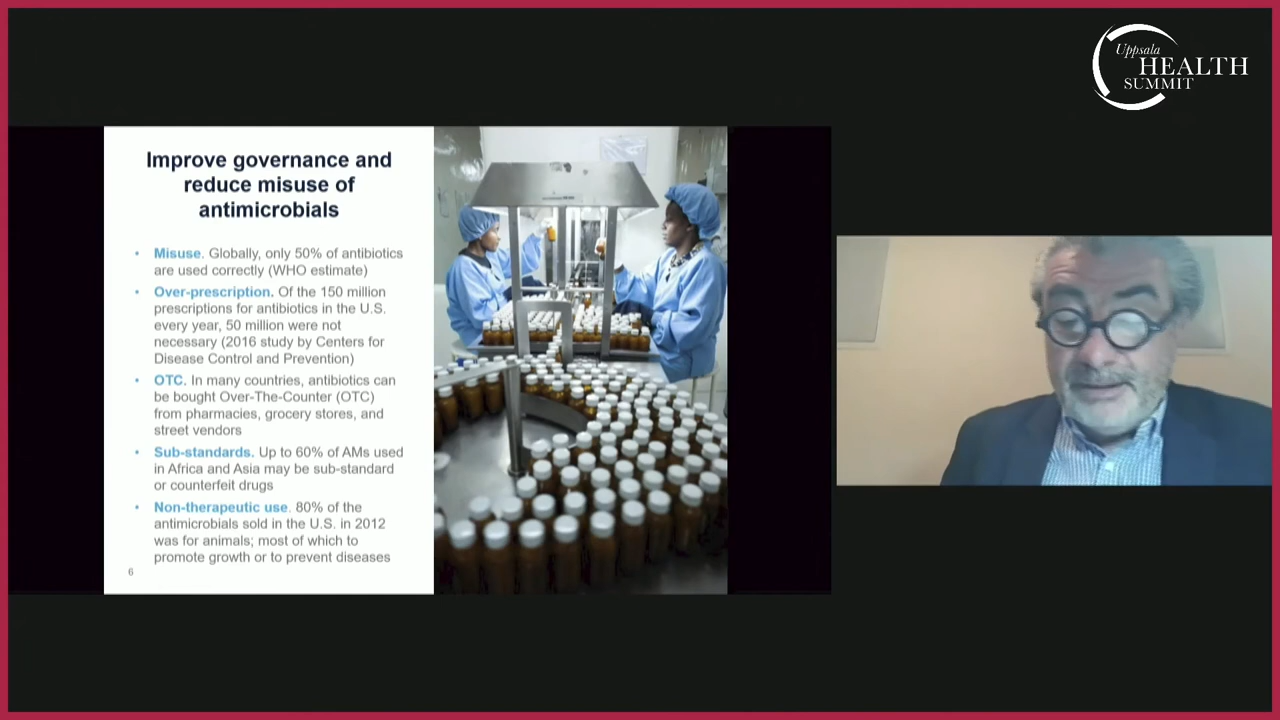 Uppsala
HEALTH
SUMMIT
Improve governance and
reduce misuse of
antimicrobials
• Misuse. Globally, only 50% of antibiotics
are used correctly (WHO estimate)
• Over-prescription. Of the 150 million
prescriptions for antibiotics in the U.S.
every year, 50 million were not
necessary (2016 study by Centers for
Disease Control and Prevention)
• OTC. In many countries, antibiotics can
be bought Over-The-Counter (OTC)
from pharmacies, grocery stores, and
street vendors
• Sub-standards. Up to 60% of AMs used
in Africa and Asia may be sub-standard
or counterfeit drugs
• Non-therapeutic use. 80% of the
antimicrobials sold in the U.S. in 2012
was for animals; most of which to
promote growth or to prevent diseases
6